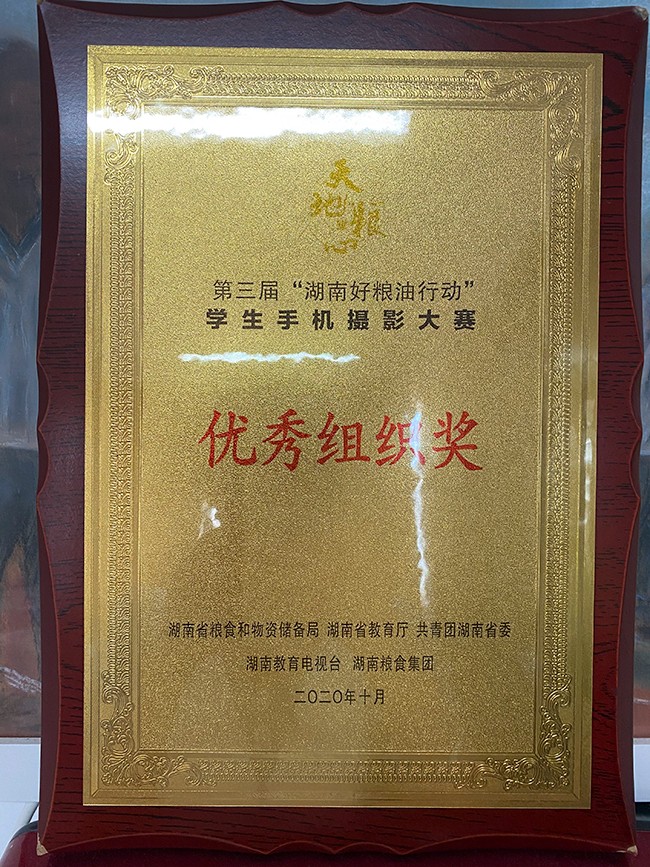 天地粮心
第三届“湖南好粮油行动”
学生手机摄影大赛
优秀组织奖
湖南省粮食和物资储备局 湖南省教育厅 共青团湖南省委
湖南教育电视台 湖南粮食集团
二〇二〇年十月